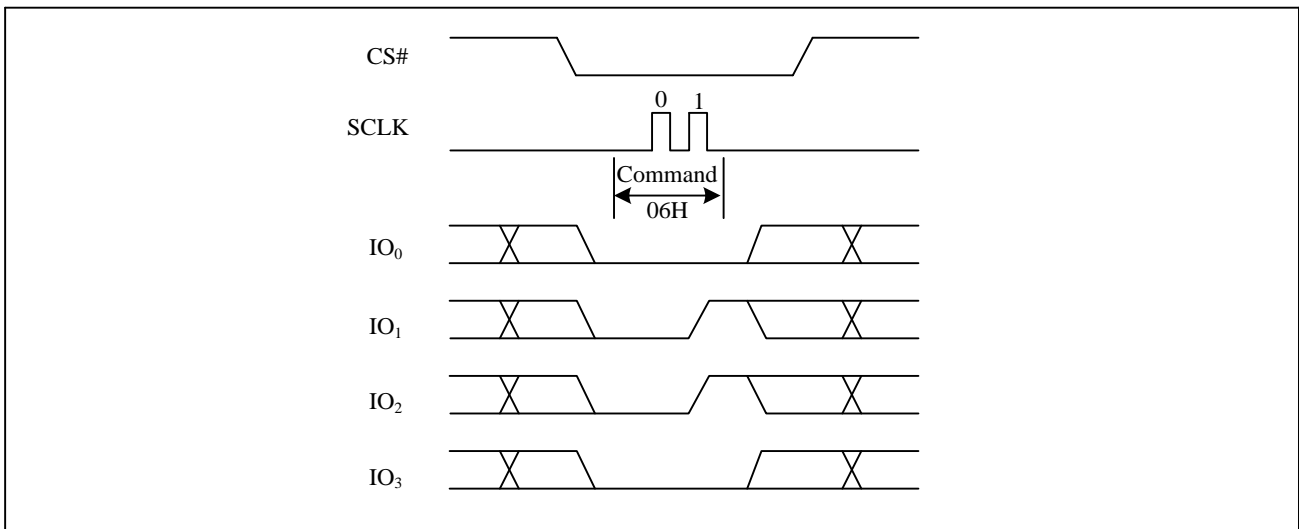 CS#
0 1
SCLK
Command
06H
IO₀
IO₁
IO₂
IO₃